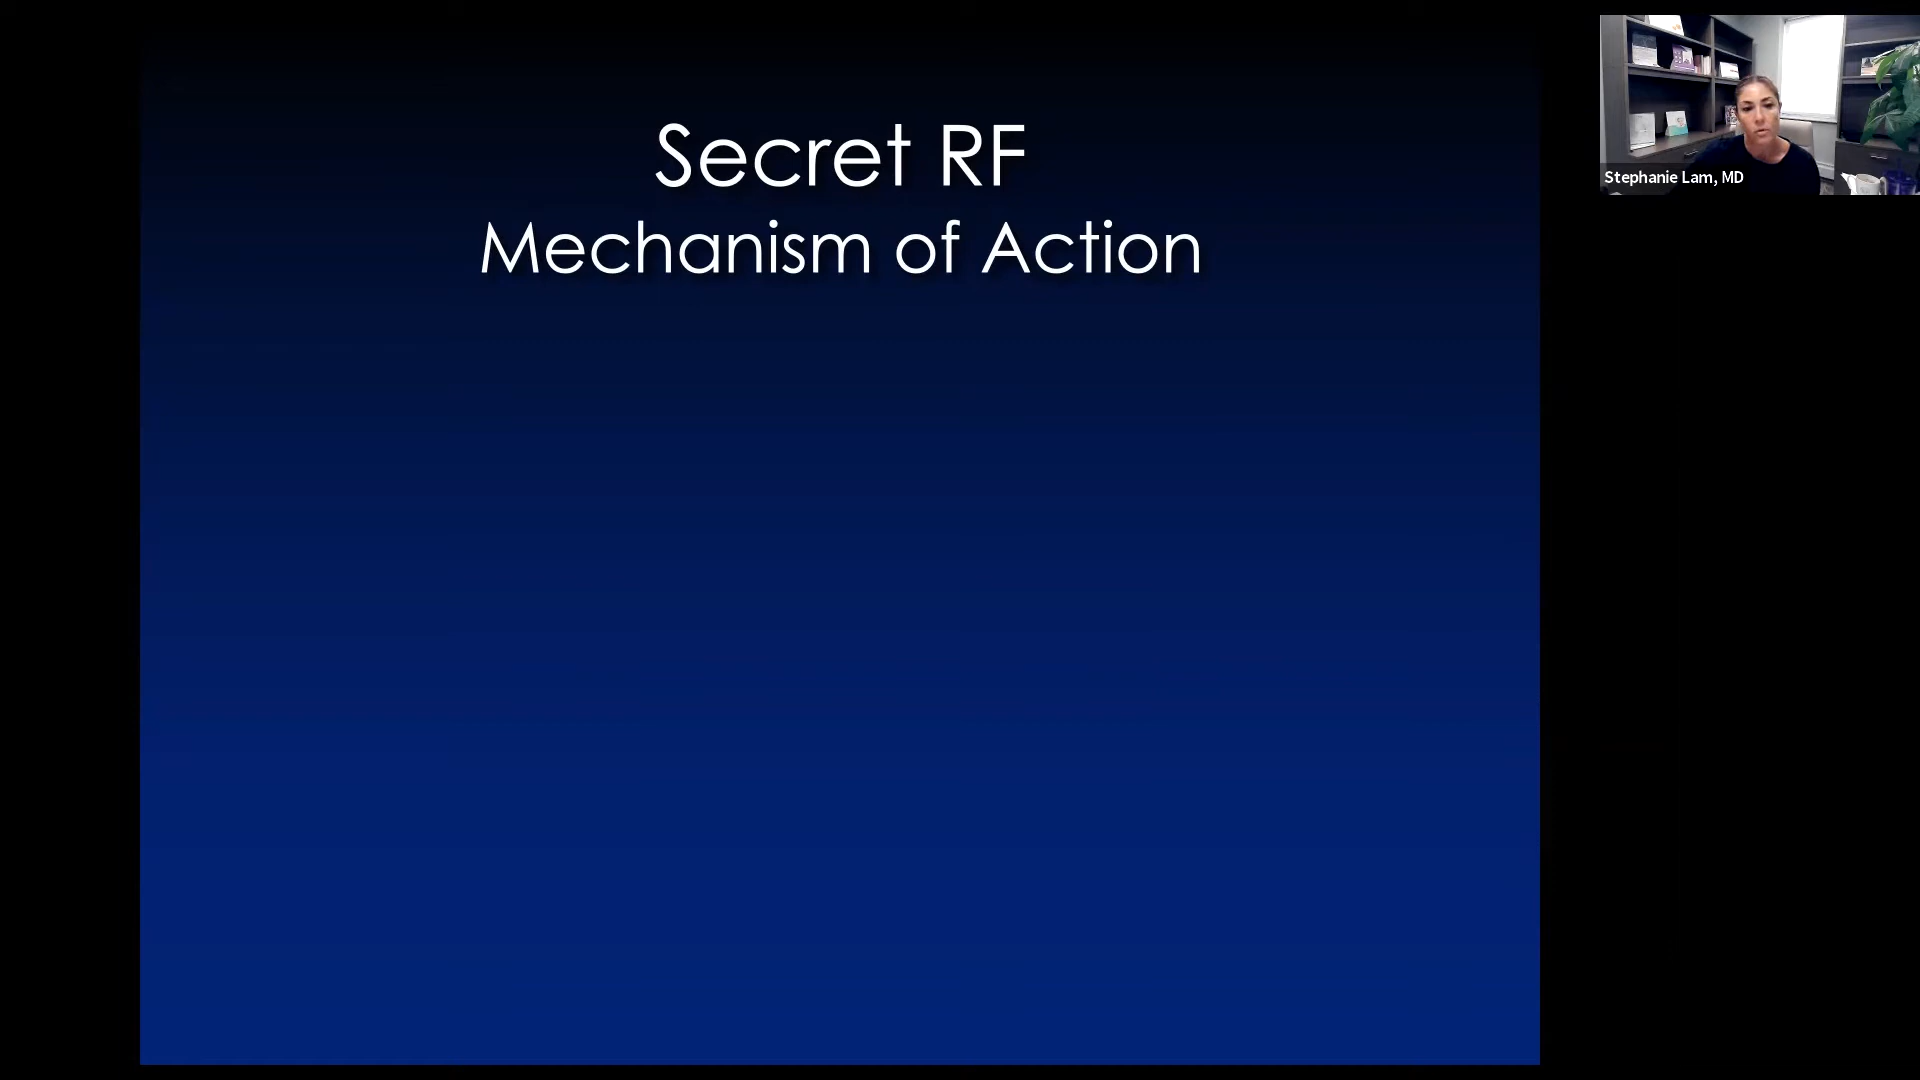 Secret RF
Mechanism of Action
Stephanie Lam, MD